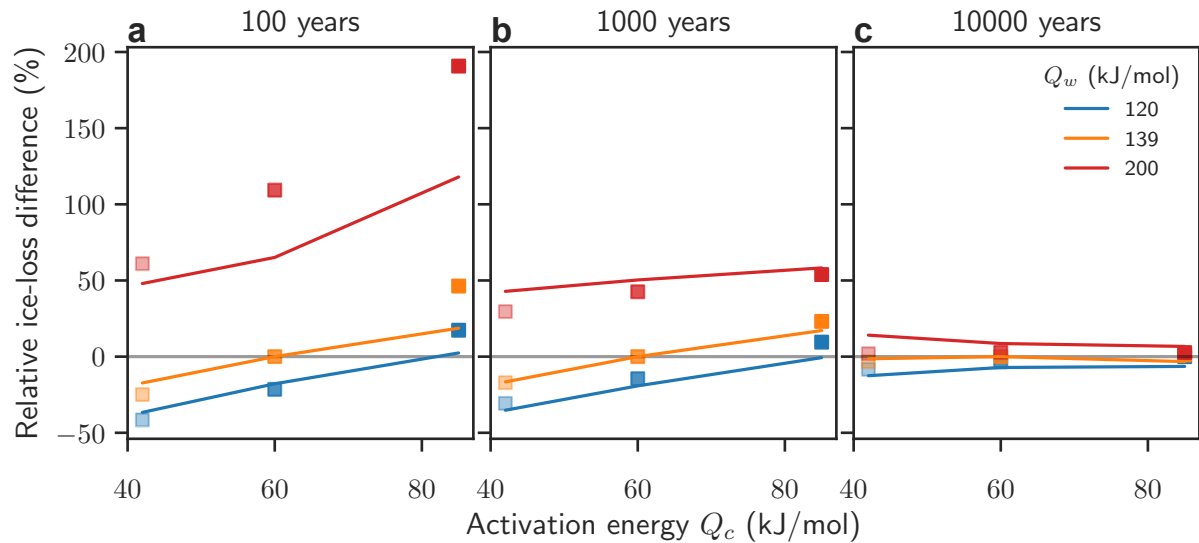 a 100 years
b 1000 years
c 10000 years
Relative ice-loss difference (%)
200
150
100
50
0
−50
Q_w (kJ/mol)
120
139
200
40 60 80
40 60 80
40 60 80
Activation energy Q_c (kJ/mol)